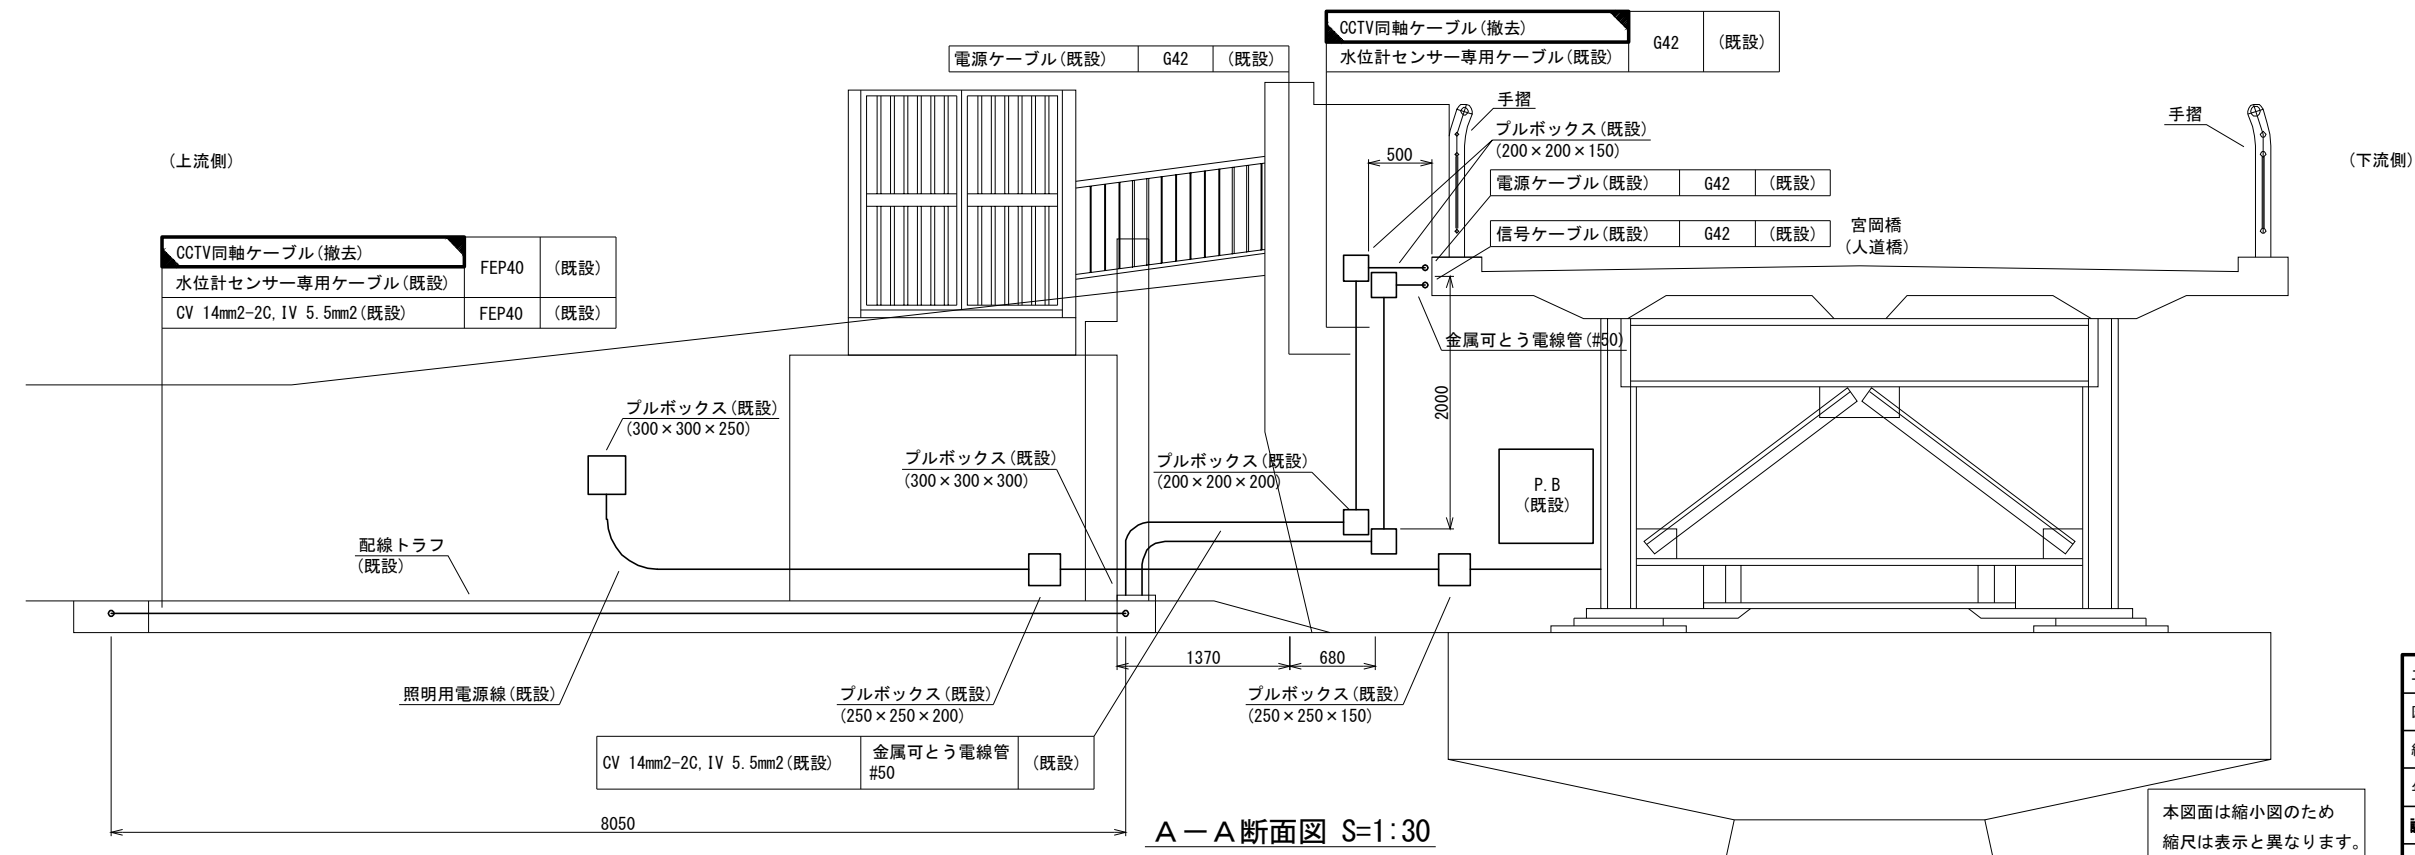 CCTV同軸ケーブル(撤去)
水位計センサー専用ケーブル(既設)
G42
(既設)
電源ケーブル(既設)
G42
(既設)
手摺
プルボックス(既設)
(200×200×150)
手摺
(上流側)
(下流側)
500
電源ケーブル(既設)
G42
(既設)
信号ケーブル(既設)
G42
(既設)
宮岡橋
(人道橋)
CCTV同軸ケーブル(撤去)
水位計センサー専用ケーブル(既設)
FEP40
(既設)
CV 14mm2-2C,IV 5.5mm2(既設)
FEP40
(既設)
金属可とう電線管(#50)
2000
プルボックス(既設)
(300×300×250)
プルボックス(既設)
(300×300×300)
プルボックス(既設)
(200×200×200)
P.B
(既設)
配線トラフ
(既設)
1370
680
照明用電源線(既設)
プルボックス(既設)
(250×250×200)
プルボックス(既設)
(250×250×150)
CV 14mm2-2C,IV 5.5mm2(既設)
金属可とう電線管
#50
(既設)
8050
A-A断面図 S=1:30
本図面は縮小図のため
縮尺は表示と異なります。